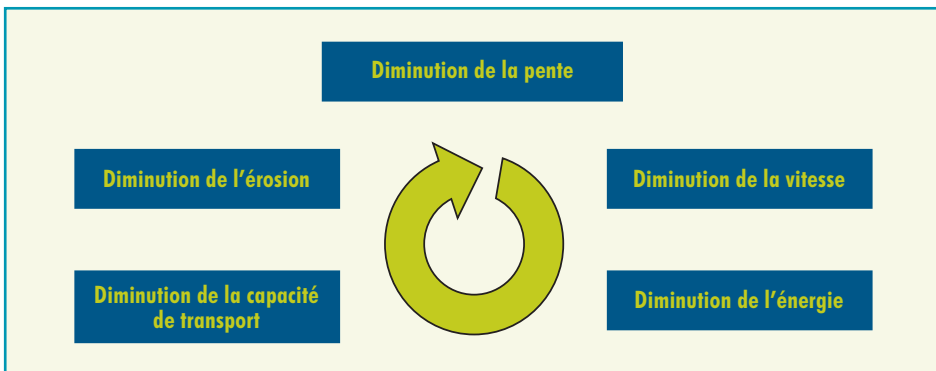 Diminution de la pente
Diminution de l'érosion
Diminution de la vitesse
Diminution de la capacité
de transport
Diminution de l'énergie